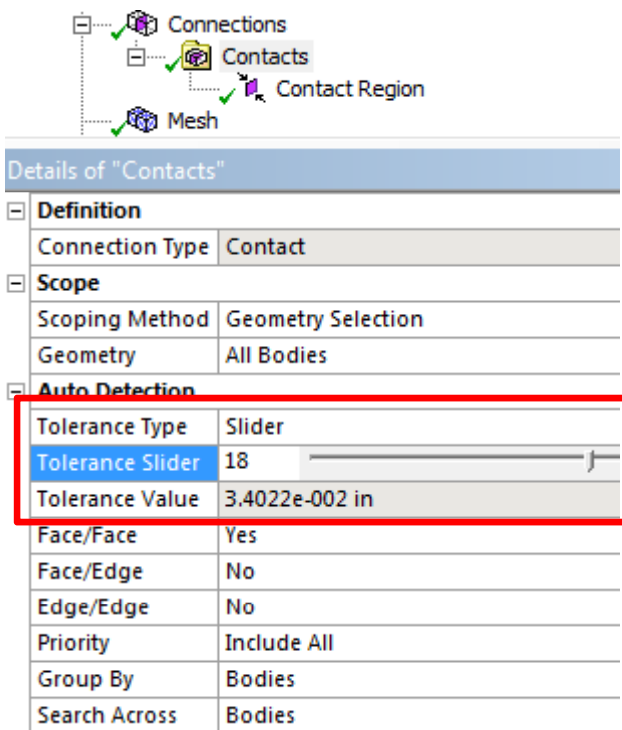 Connections
Contacts
Contact Region
Mesh
Details of "Contacts"
Definition
Connection Type Contact
Scope
Scoping Method Geometry Selection
Geometry All Bodies
Auto Detection
Tolerance Type Slider
Tolerance Slider 18
Tolerance Value 3.4022e-002 in
Face/Face Yes
Face/Edge No
Edge/Edge No
Priority Include All
Group By Bodies
Search Across Bodies